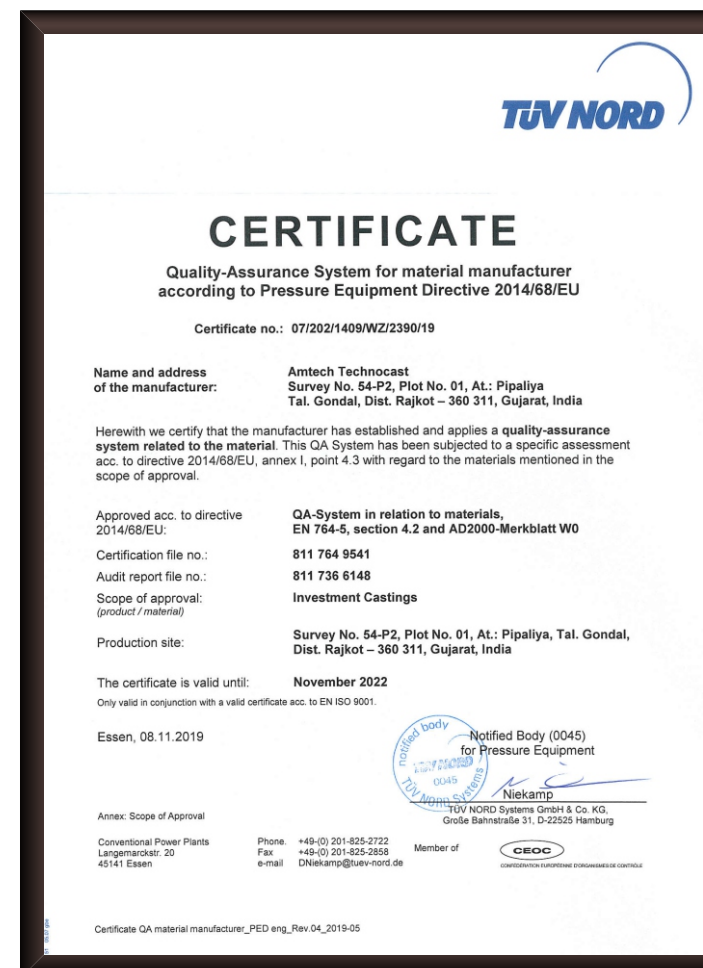 TÜV NORD
CERTIFICATE
Quality-Assurance System for material manufacturer
according to Pressure Equipment Directive 2014/68/EU
Certificate no.: 07/202/1409/WZ/2390/19
Name and address
of the manufacturer:
Amtech Technocast
Survey No. 54-P2, Plot No. 01, At.: Pipaliya
Tal. Gondal, Dist. Rajkot – 360 311, Gujarat, India
Herewith we certify that the manufacturer has established and applies a quality-assurance
system related to the material. This QA System has been subjected to a specific assessment
acc. to directive 2014/68/EU, annex I, point 4.3 with regard to the materials mentioned in the
scope of approval.
Approved acc. to directive
2014/68/EU:
QA-System in relation to materials,
EN 764-5, section 4.2 and AD2000-Merkblatt W0
Certification file no.: 811 764 9541
Audit report file no.: 811 736 6148
Scope of approval: Investment Castings
(product / material)
Production site:
Survey No. 54-P2, Plot No. 01, At.: Pipaliya, Tal. Gondal,
Dist. Rajkot – 360 311, Gujarat, India
The certificate is valid until: November 2022
Only valid in conjunction with a valid certificate acc. to EN ISO 9001.
Essen, 08.11.2019
notified body
TÜV NORD
0045
TÜV NORD Systems
Notified Body (0045)
for Pressure Equipment
Niekamp
TÜV NORD Systems GmbH & Co. KG,
Große Bahnstraße 31, D-22525 Hamburg
Annex: Scope of Approval
Conventional Power Plants
Langemarckstr. 20
45141 Essen
Phone. +49-(0) 201-825-2722
Fax +49-(0) 201-825-2858
e-mail DNiekamp@tuev-nord.de
Member of
CEOC
CONFÉDÉRATION EUROPÉENNE D'ORGANISMES DE CONTRÔLE
Certificate QA material manufacturer_PED eng_Rev.04_2019-05